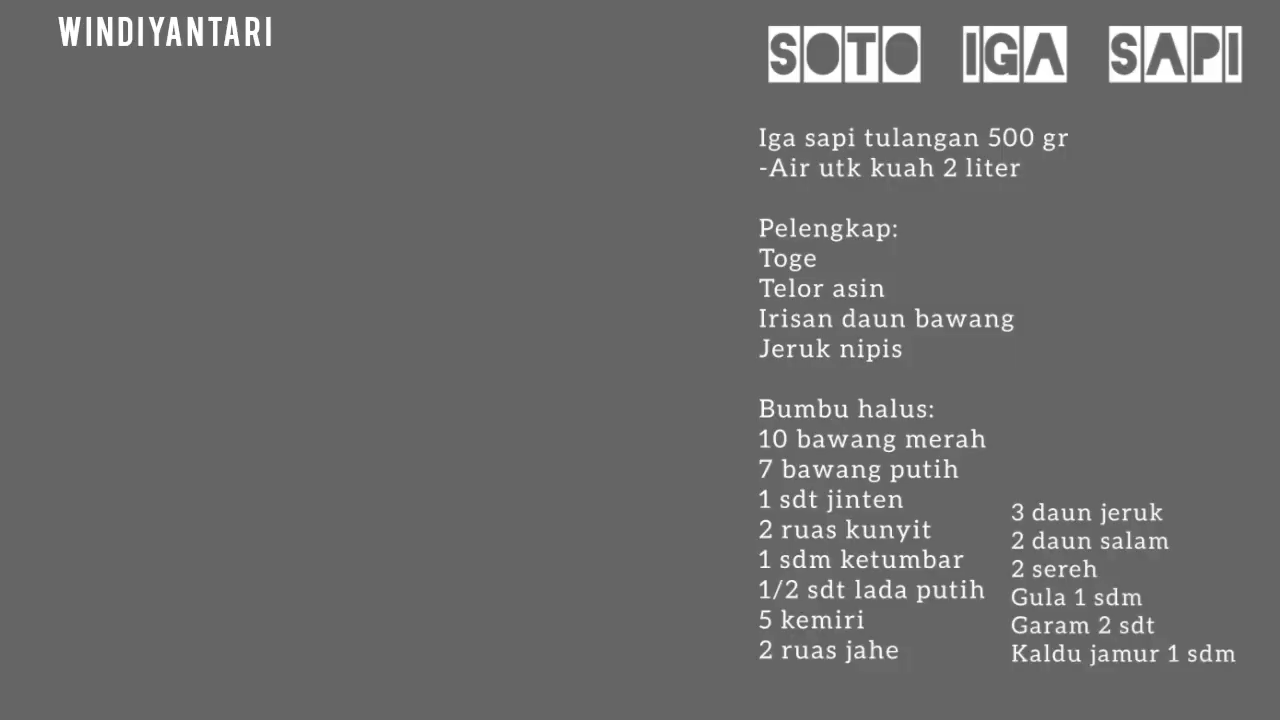 WINDIYANTARI
SOTO IGA SAPI
Iga sapi tulangan 500 gr
-Air utk kuah 2 liter
Pelengkap:
Toge
Telor asin
Irisan daun bawang
Jeruk nipis
Bumbu halus:
10 bawang merah
7 bawang putih
1 sdt jinten
2 ruas kunyit
1 sdm ketumbar
1/2 sdt lada putih
5 kemiri
2 ruas jahe
3 daun jeruk
2 daun salam
2 sereh
Gula 1 sdm
Garam 2 sdt
Kaldu jamur 1 sdm